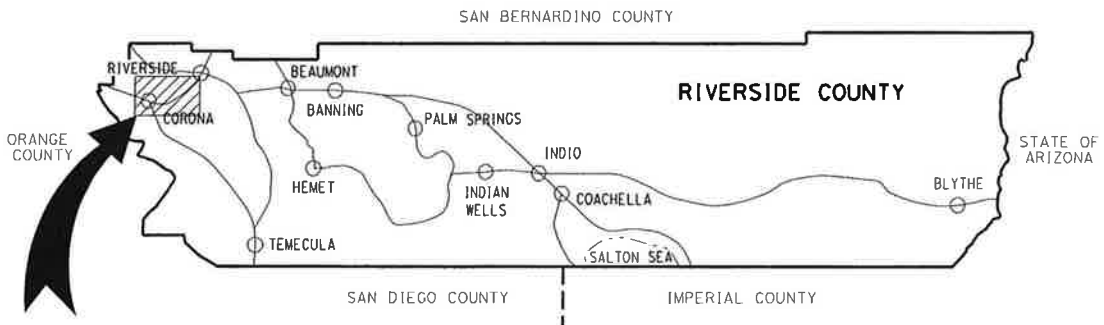 SAN BERNARDINO COUNTY
RIVERSIDE
BEAUMONT
BANNING
RIVERSIDE COUNTY
CORONA
PALM SPRINGS
ORANGE
COUNTY
STATE OF
ARIZONA
INDIO
HEMET
INDIAN
WELLS
COACHELLA
BLYTHE
TEMECULA
SALTON SEA
SAN DIEGO COUNTY
IMPERIAL COUNTY